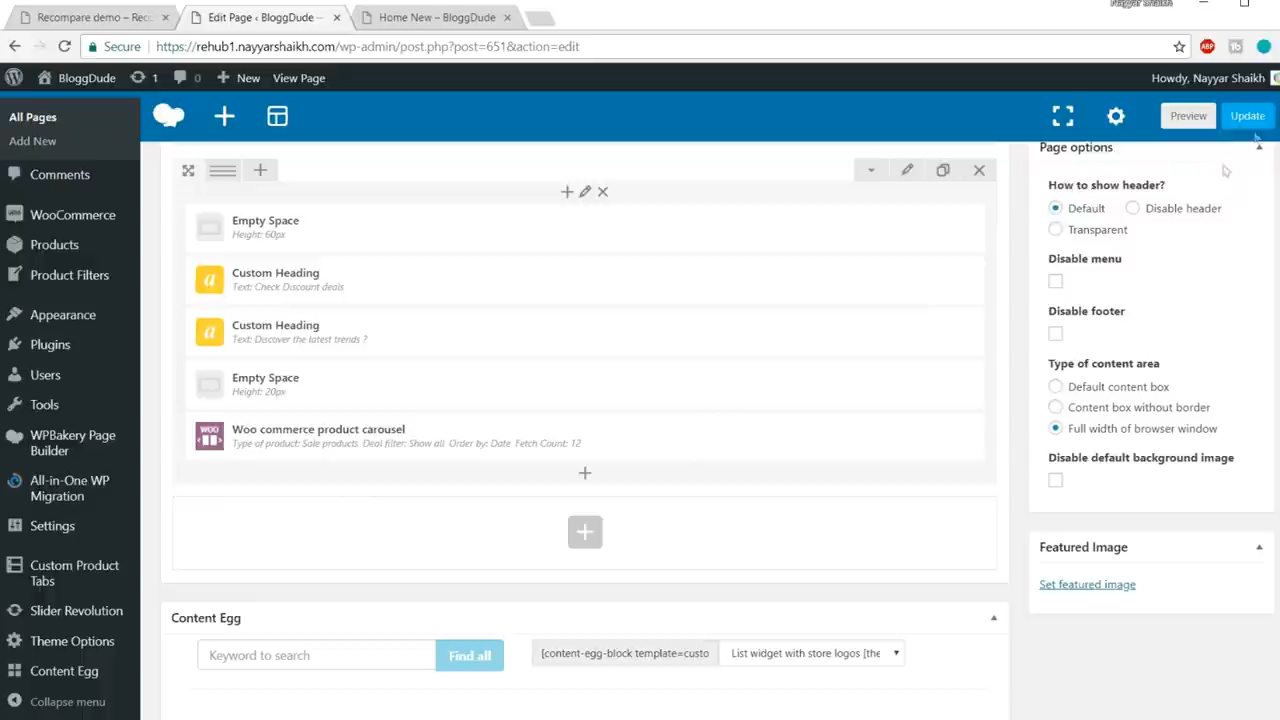 Nayyar Shaikh
Recompare demo – Reco
Edit Page ‹ BloggDude —
Home New – BloggDude
Secure https://rehub1.nayyarshaikh.com/wp-admin/post.php?post=651&action=edit
ABP
BloggDude 1 0 New View Page Howdy, Nayyar Shaikh
All Pages
Add New
Comments
WooCommerce
Products
Product Filters
Appearance
Plugins
Users
Tools
WPBakery Page
Builder
All-in-One WP
Migration
Settings
Custom Product
Tabs
Slider Revolution
Theme Options
Content Egg
Collapse menu
Preview Update
Empty Space
Height: 60px
Custom Heading
Text: Check Discount deals
Custom Heading
Text: Discover the latest trends ?
Empty Space
Height: 20px
WOO
Woo commerce product carousel
Type of product: Sale products. Deal filter: Show all Order by: Date Fetch Count: 12
Content Egg
Keyword to search Find all [content-egg-block template=custo List widget with store logos [the
Page options
How to show header?
Default Disable header
Transparent
Disable menu
Disable footer
Type of content area
Default content box
Content box without border
Full width of browser window
Disable default background image
Featured Image
Set featured image